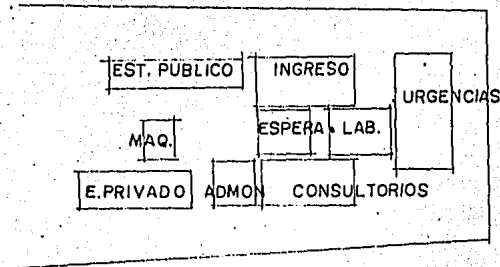 EST. PUBLICO
INGRESO
URGENCIAS
ESPERA
LAB.
MAQ.
E.PRIVADO
ADMON
CONSULTORIOS